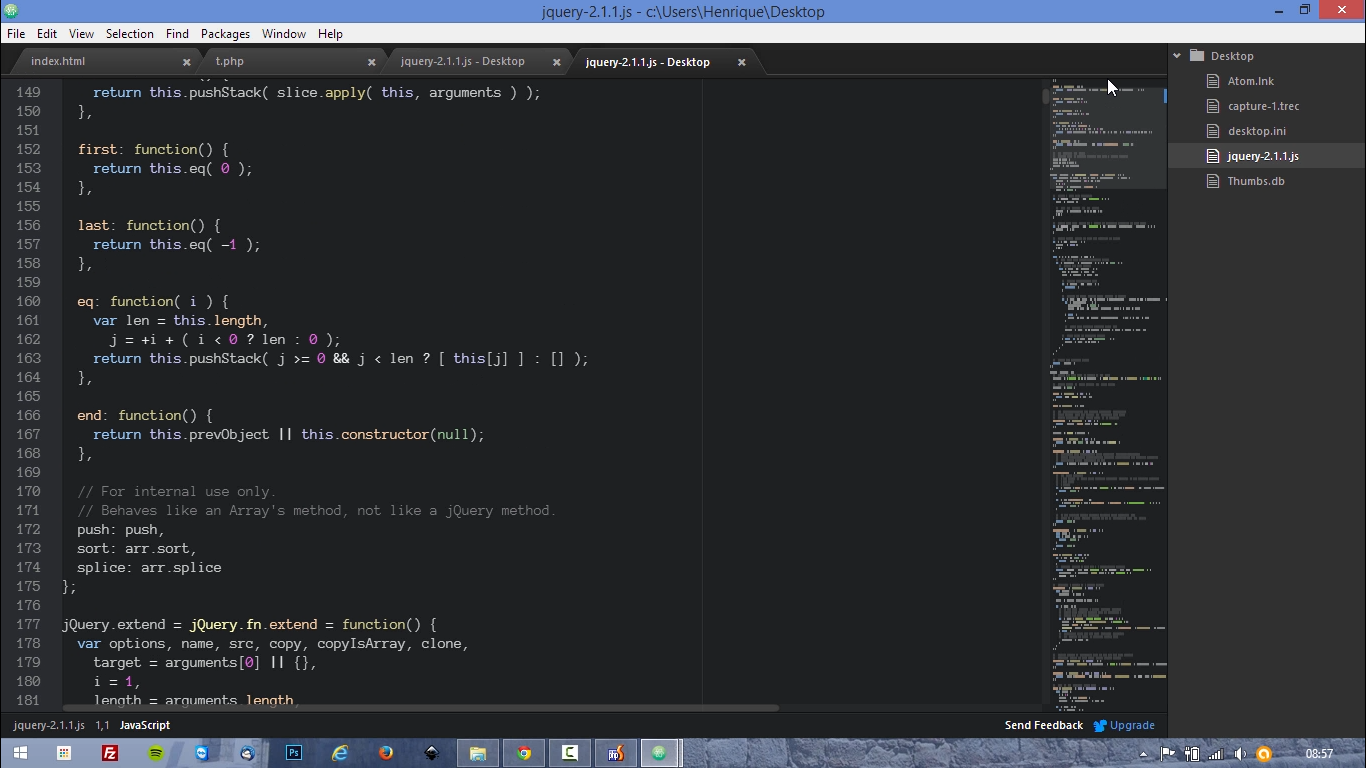 jquery-2.1.1.js - c:\Users\Henrique\Desktop
File Edit View Selection Find Packages Window Help
index.html t.php jquery-2.1.1.js - Desktop jquery-2.1.1.js - Desktop
149 return this.pushStack( slice.apply( this, arguments ) );
150 },
151
152 first: function() {
153 return this.eq( 0 );
154 },
155
156 last: function() {
157 return this.eq( -1 );
158 },
159
160 eq: function( i ) {
161 var len = this.length,
162 j = +i + ( i < 0 ? len : 0 );
163 return this.pushStack( j >= 0 && j < len ? [ this[j] ] : [] );
164 },
165
166 end: function() {
167 return this.prevObject || this.constructor(null);
168 },
169
170 // For internal use only.
171 // Behaves like an Array's method, not like a jQuery method.
172 push: push,
173 sort: arr.sort,
174 splice: arr.splice
175 };
176
177 jQuery.extend = jQuery.fn.extend = function() {
178 var options, name, src, copy, copyIsArray, clone,
179 target = arguments[0] || {},
180 i = 1,
181 length = arguments.length,
Desktop
Atom.lnk
capture-1.trec
desktop.ini
jquery-2.1.1.js
Thumbs.db
jquery-2.1.1.js 1,1 JavaScript Send Feedback Upgrade
Fz Ps C 08:57